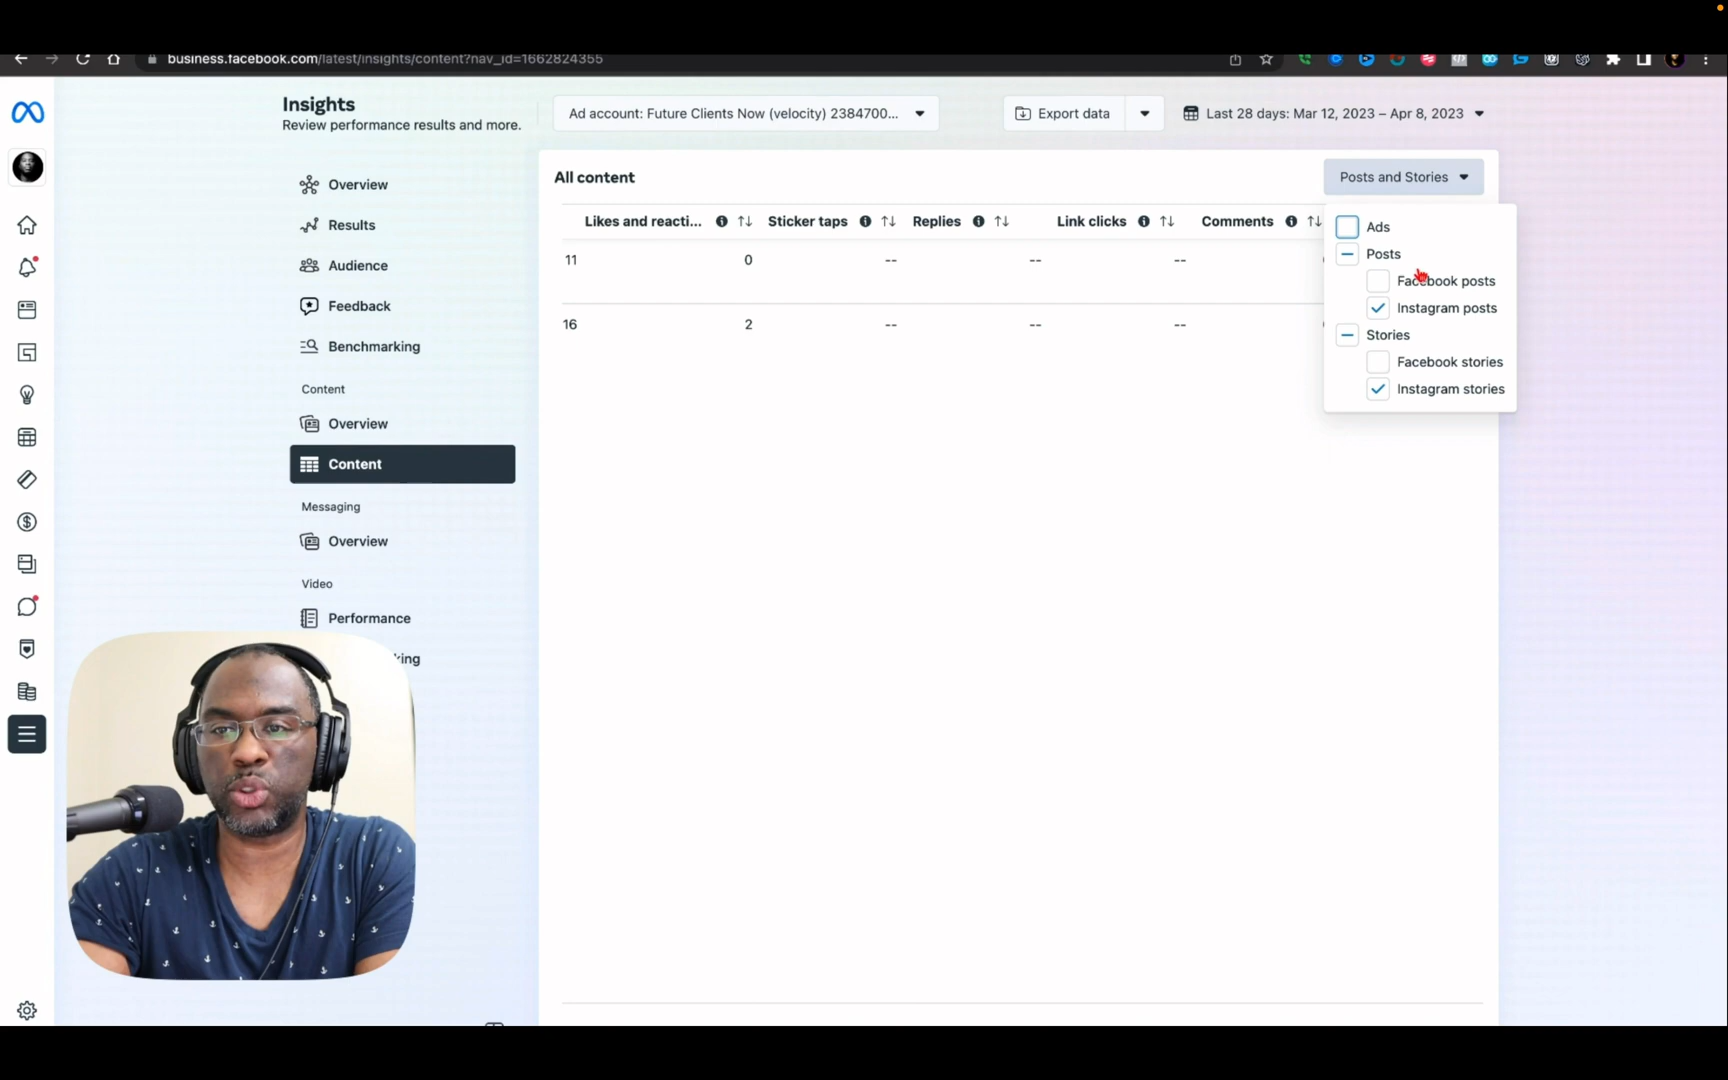 business.facebook.com/latest/insights/content?nav_id=1662824355
Insights
Review performance results and more.
Ad account: Future Clients Now (velocity) 2384700...
Export data
Last 28 days: Mar 12, 2023 – Apr 8, 2023
Overview
Results
Audience
Feedback
Benchmarking
Content
Overview
Content
Messaging
Overview
Video
Performance
king
All content
Posts and Stories
Likes and reacti... Sticker taps Replies Link clicks Comments
11 0 -- -- --
16 2 -- -- --
Ads
Posts
Facebook posts
Instagram posts
Stories
Facebook stories
Instagram stories